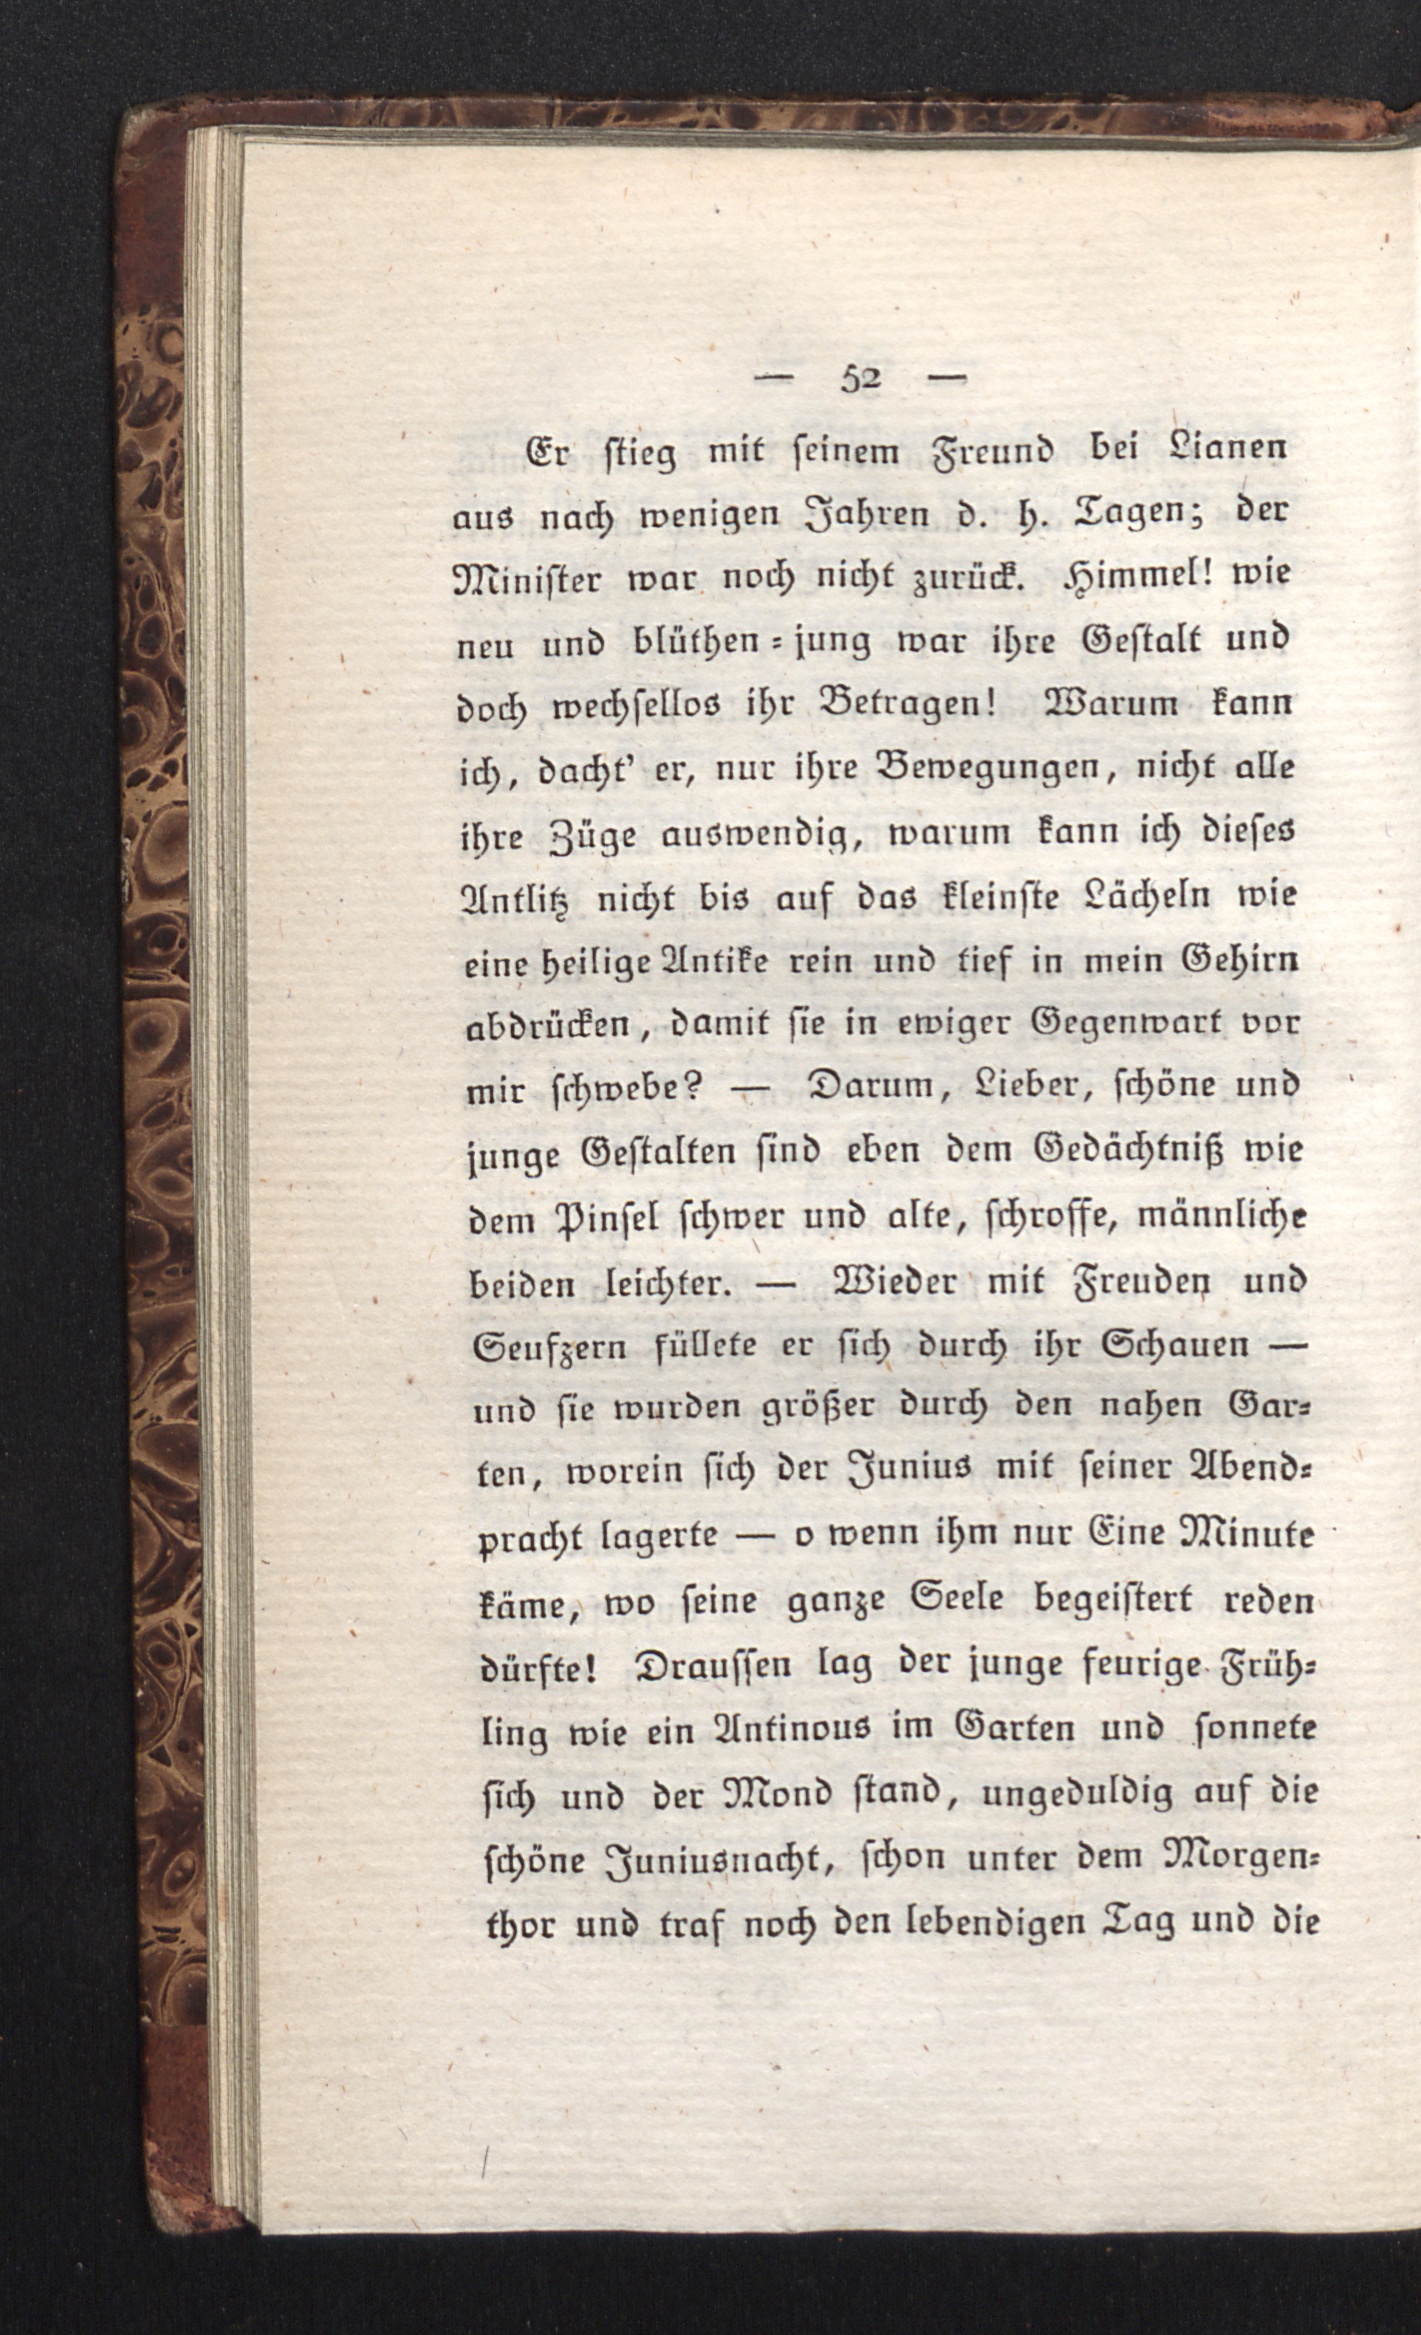 — 52 —
Er ſtieg mit ſeinem Freund bei Lianen
aus nach wenigen Jahren d. h. Tagen; der
Miniſter war noch nicht zurück. Himmel! wie
neu und blüthen⸗jung war ihre Geſtalt und
doch wechſellos ihr Betragen! Warum kann
ich, dacht’ er, nur ihre Bewegungen, nicht alle
ihre Züge auswendig, warum kann ich dieſes
Antlitz nicht bis auf das kleinſte Lächeln wie
eine heilige Antike rein und tief in mein Gehirn
abdrücken, damit ſie in ewiger Gegenwart vor
mir ſchwebe? — Darum, Lieber, ſchöne und
junge Geſtalten ſind eben dem Gedächtniß wie
dem Pinſel ſchwer und alte, ſchroffe, männliche
beiden leichter. — Wieder mit Freuden und
Seufzern füllete er ſich durch ihr Schauen —
und ſie wurden größer durch den nahen Gar⸗
ten, worein ſich der Junius mit ſeiner Abend⸗
pracht lagerte — o wenn ihm nur Eine Minute
käme, wo ſeine ganze Seele begeiſtert reden
dürfte! Drauſſen lag der junge feurige Früh⸗
ling wie ein Antinous im Garten und ſonnete
ſich und der Mond ſtand, ungeduldig auf die
ſchöne Juniusnacht, ſchon unter dem Morgen⸗
thor und traf noch den lebendigen Tag und die